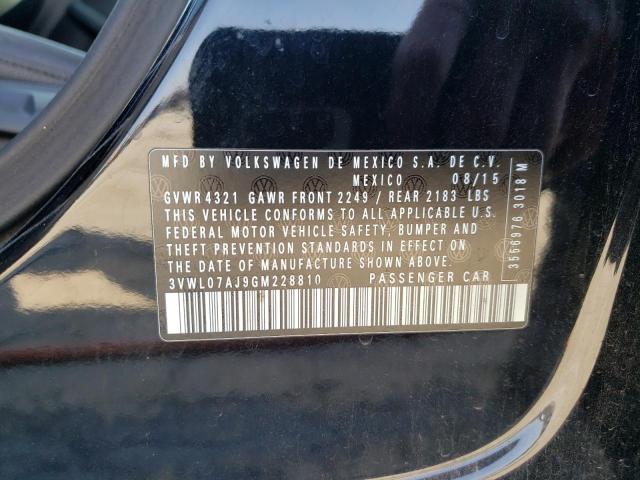 MFD BY VOLKSWAGEN DE MEXICO S.A. DE C.V.
MEXICO 08/15
GVWR 4321 GAWR FRONT 2249 / REAR 2183 LBS
THIS VEHICLE CONFORMS TO ALL APPLICABLE U.S.
FEDERAL MOTOR VEHICLE SAFETY, BUMPER AND
THEFT PREVENTION STANDARDS IN EFFECT ON
THE DATE OF MANUFACTURE SHOWN ABOVE.
3VWL07AJ9GM228810 PASSENGER CAR
3556976 3018 M